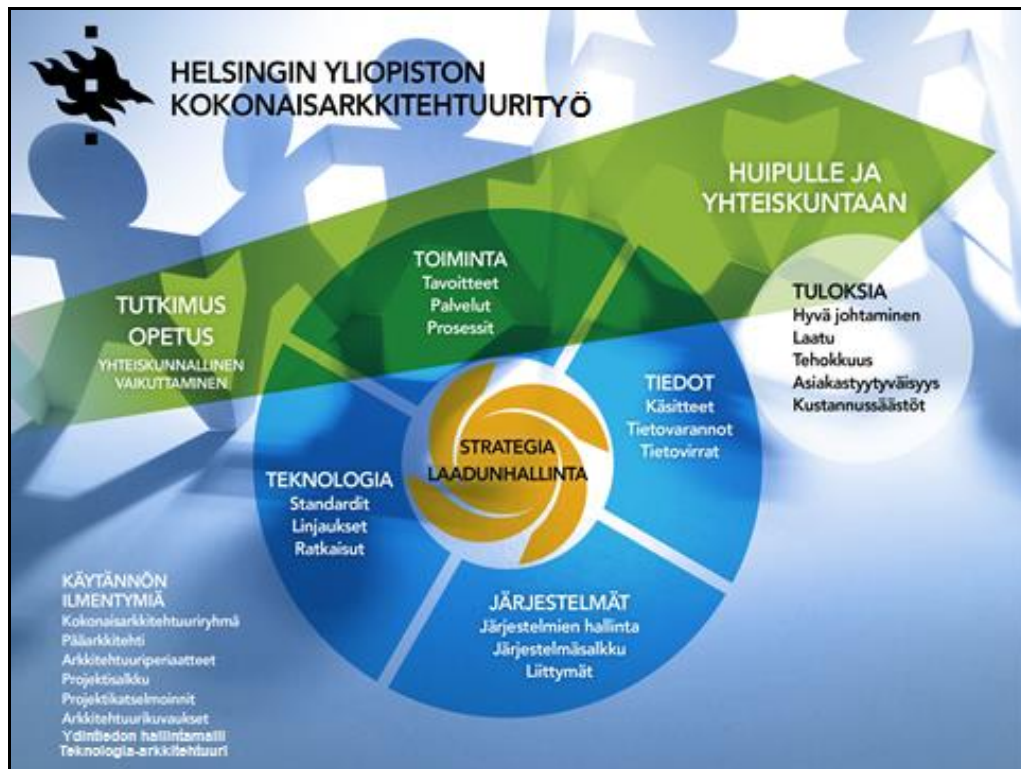 HELSINGIN YLIOPISTON
KOKONAISARKKITEHTUURITYÖ
HUIPULLE JA
YHTEISKUNTAAN
TOIMINTA
Tavoitteet
Palvelut
Prosessit
TUTKIMUS
OPETUS
YHTEISKUNNALLINEN
VAIKUTTAMINEN
TULOKSIA
Hyvä johtaminen
Laatu
Tehokkuus
Asiakastyytyväisyys
Kustannussäästöt
TIEDOT
Käsitteet
Tietovarannot
Tietovirrat
STRATEGIA
LAADUNHALLINTA
TEKNOLOGIA
Standardit
Linjaukset
Ratkaisut
JÄRJESTELMÄT
Järjestelmien hallinta
Järjestelmäsalkku
Liittymät
KÄYTÄNNÖN
ILMENTYMIÄ
Kokonaisarkkitehtuuriryhmä
Pääarkkitehti
Arkkitehtuuriperiaatteet
Projektisalkku
Projektikatselmoinnit
Arkkitehtuurikuvaukset
Ydintiedon hallintamalli
Teknologia-arkkitehtuuri